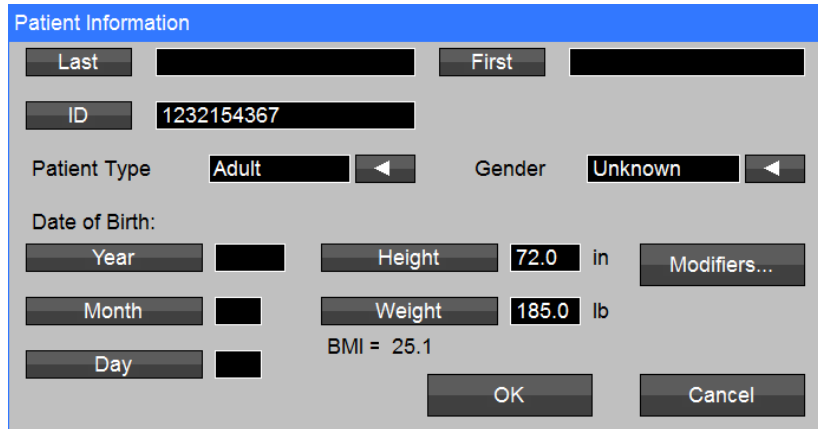 Patient Information
Last First
ID 1232154367
Patient Type Adult Gender Unknown
Date of Birth:
Year Height 72.0 in Modifiers...
Month Weight 185.0 lb
BMI = 25.1
Day
OK Cancel